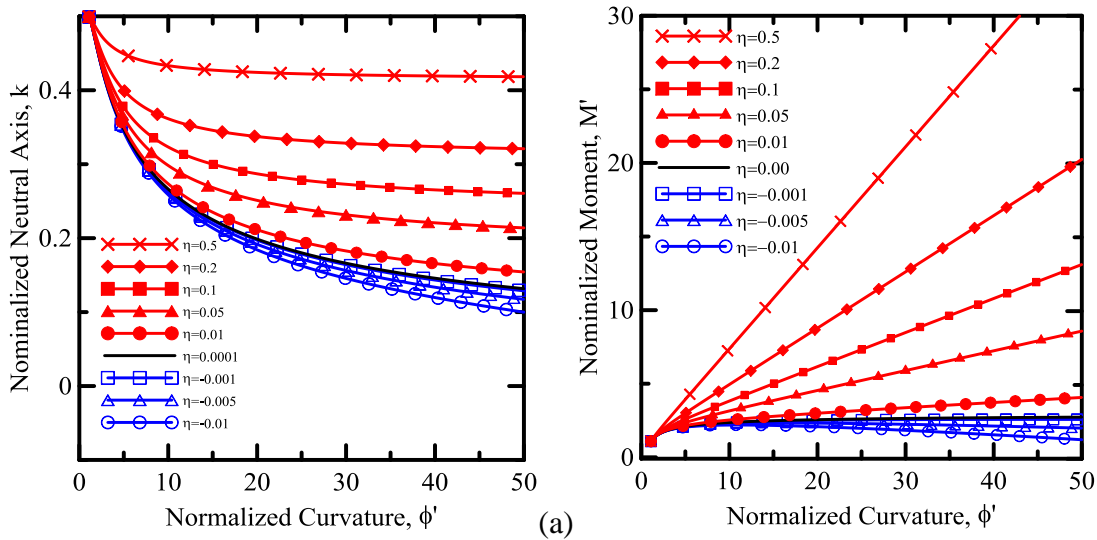 Nominalized Neutral Axis, k
0.4
0.2
0
η=0.5
η=0.2
η=0.1
η=0.05
η=0.01
η=0.0001
η=-0.001
η=-0.005
η=-0.01
0 10 20 30 40 50
Normalized Curvature, ϕ'
(a)
Nominalized Moment, M'
30
20
10
0
η=0.5
η=0.2
η=0.1
η=0.05
η=0.01
η=0.00
η=−0.001
η=−0.005
η=−0.01
0 10 20 30 40 50
Normalized Curvature, ϕ'